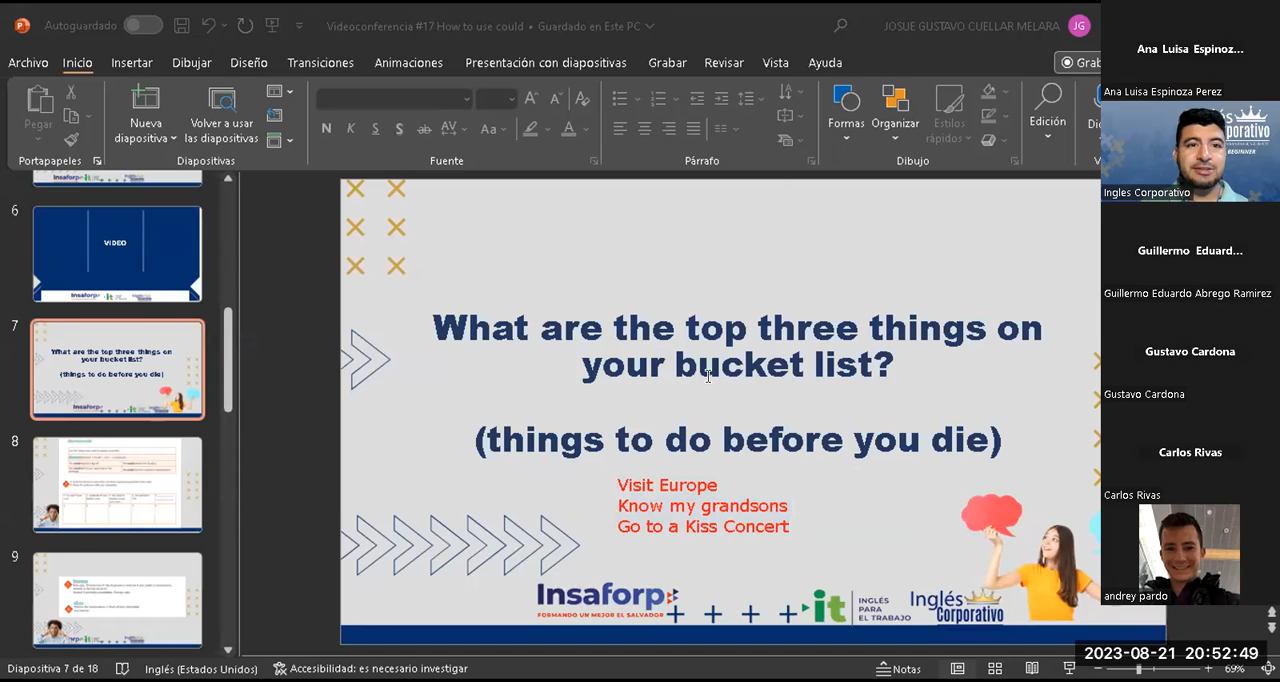 Autoguardado
Videoconferencia #17 How to use could • Guardado en Este PC
JOSUE GUSTAVO CUELLAR MELARA
JG
Archivo Inicio Insertar Dibujar Diseño Transiciones Animaciones Presentación con diapositivas Grabar Revisar Vista Ayuda
Pegar
Nueva diapositiva
Volver a usar las diapositivas
N K S S ab AV Aa A
Formas
Organizar
Estilos rápidos
Edición
Portapapeles
Diapositivas
Fuente
Párrafo
Dibujo
6
VIDEO
7
What are the top three things on
your bucket list?
(things to do before you die)
8
9
What are the top three things on
your bucket list?
(things to do before you die)
Visit Europe
Know my grandsons
Go to a Kiss Concert
Insaforp
FORMANDO UN MEJOR EL SALVADOR
it
INGLÉS
PARA
EL TRABAJO
Inglés
Corporativo
Ana Luisa Espinoz...
Ana Luisa Espinoza Perez
BEGINNER
Ingles Corporativo
Guillermo Eduard...
Guillermo Eduardo Abrego Ramirez
Gustavo Cardona
Gustavo Cardona
Carlos Rivas
Carlos Rivas
andrey pardo
2023-08-21 20:52:49
Diapositiva 7 de 18
Inglés (Estados Unidos)
Accesibilidad: es necesario investigar
Notas
69%